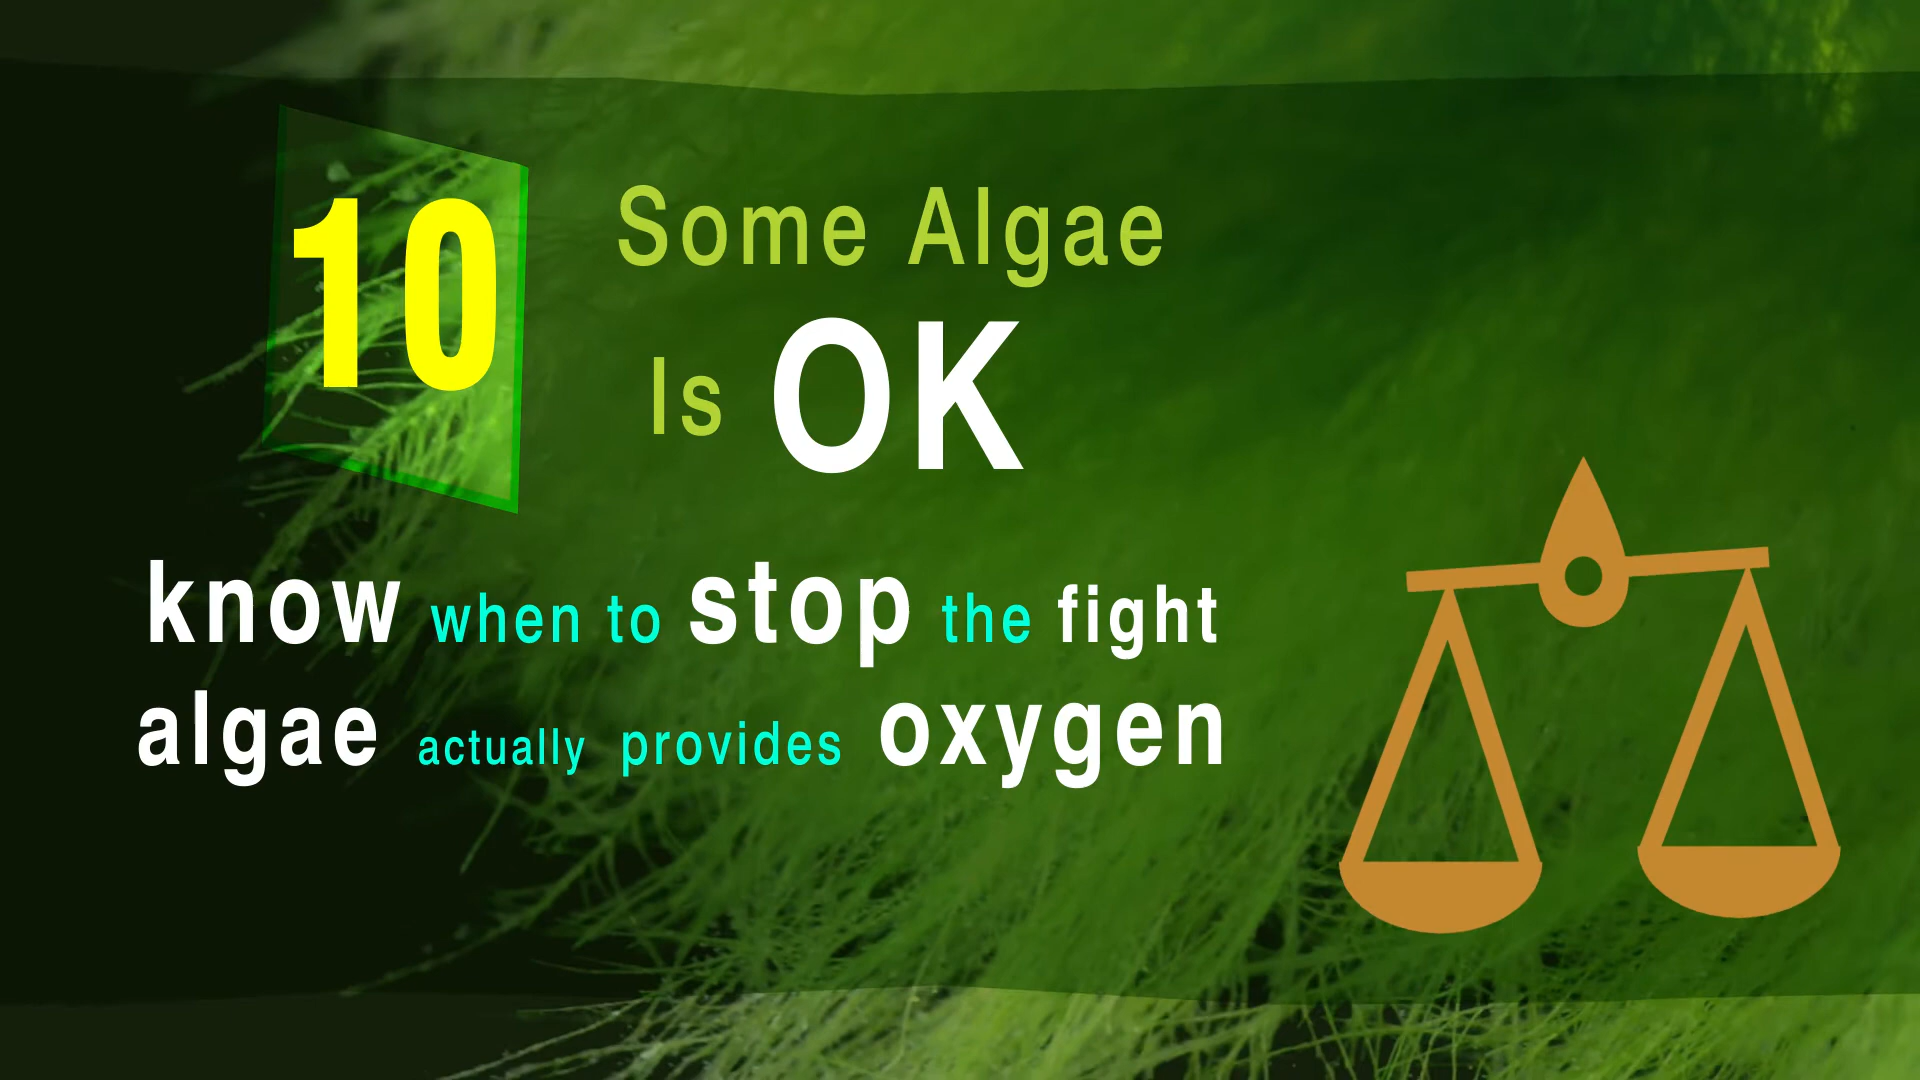 10
Some Algae
Is OK
know when to stop the fight
algae actually provides oxygen